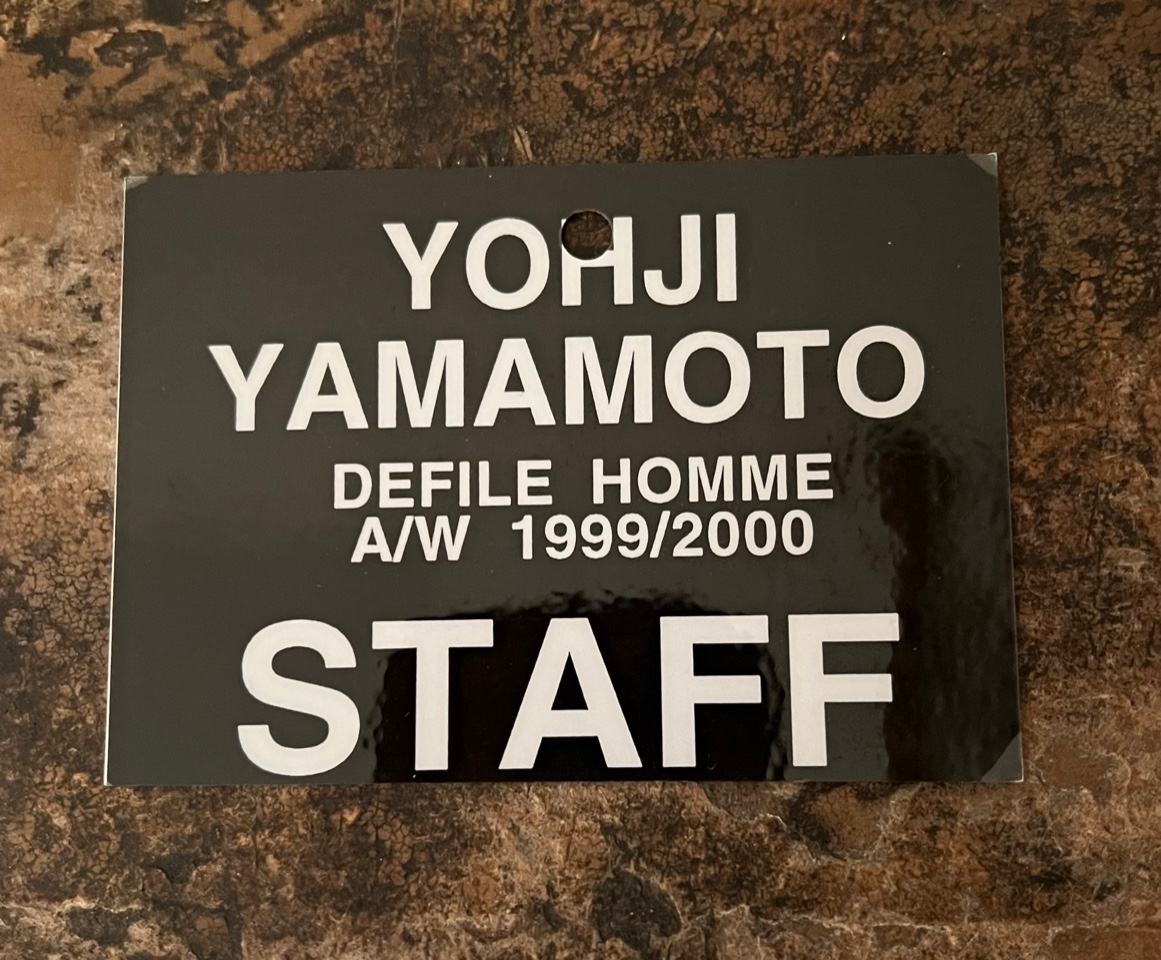 YOHJI
YAMAMOTO
DEFILE HOMME
A/W 1999/2000
STAFF